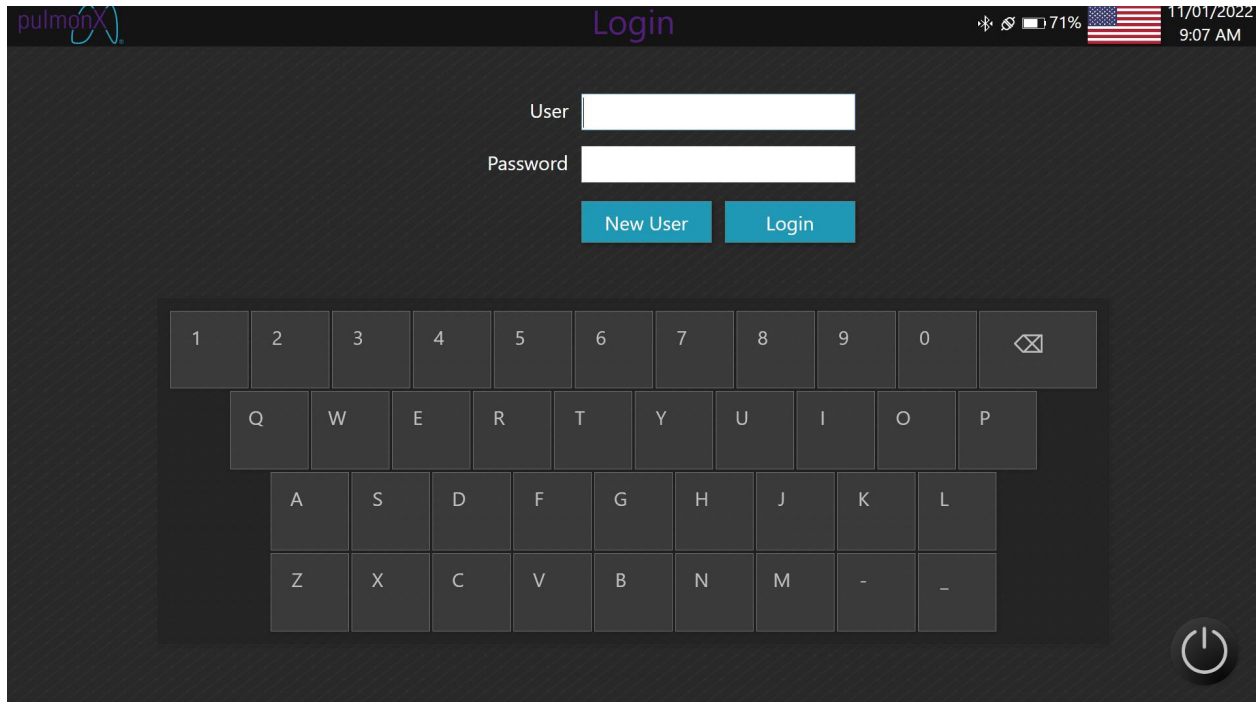 pulmonX®
Login
71%
11/01/2022
9:07 AM
User
Password
New User Login
1 2 3 4 5 6 7 8 9 0
Q W E R T Y U I O P
A S D F G H J K L
Z X C V B N M - _